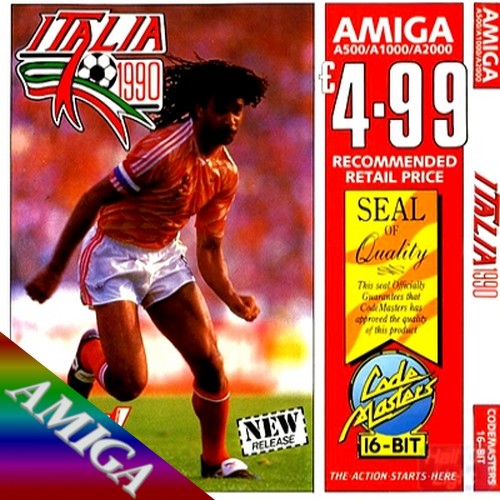 ITALIA
1990
AMIGA
NEW
RELEASE
AMIGA
A500/A1000/A2000
£4.99
RECOMMENDED
RETAIL PRICE
SEAL
OF
Quality
This seal Officially
Guarantees that
CodeMasters has
approved the quality
of this product
Code
Masters
16-BIT
THE·ACTION·STARTS·HERE
AMIGA
A500/A1000/A2000
ITALIA 1990
CODEMASTERS
16-BIT